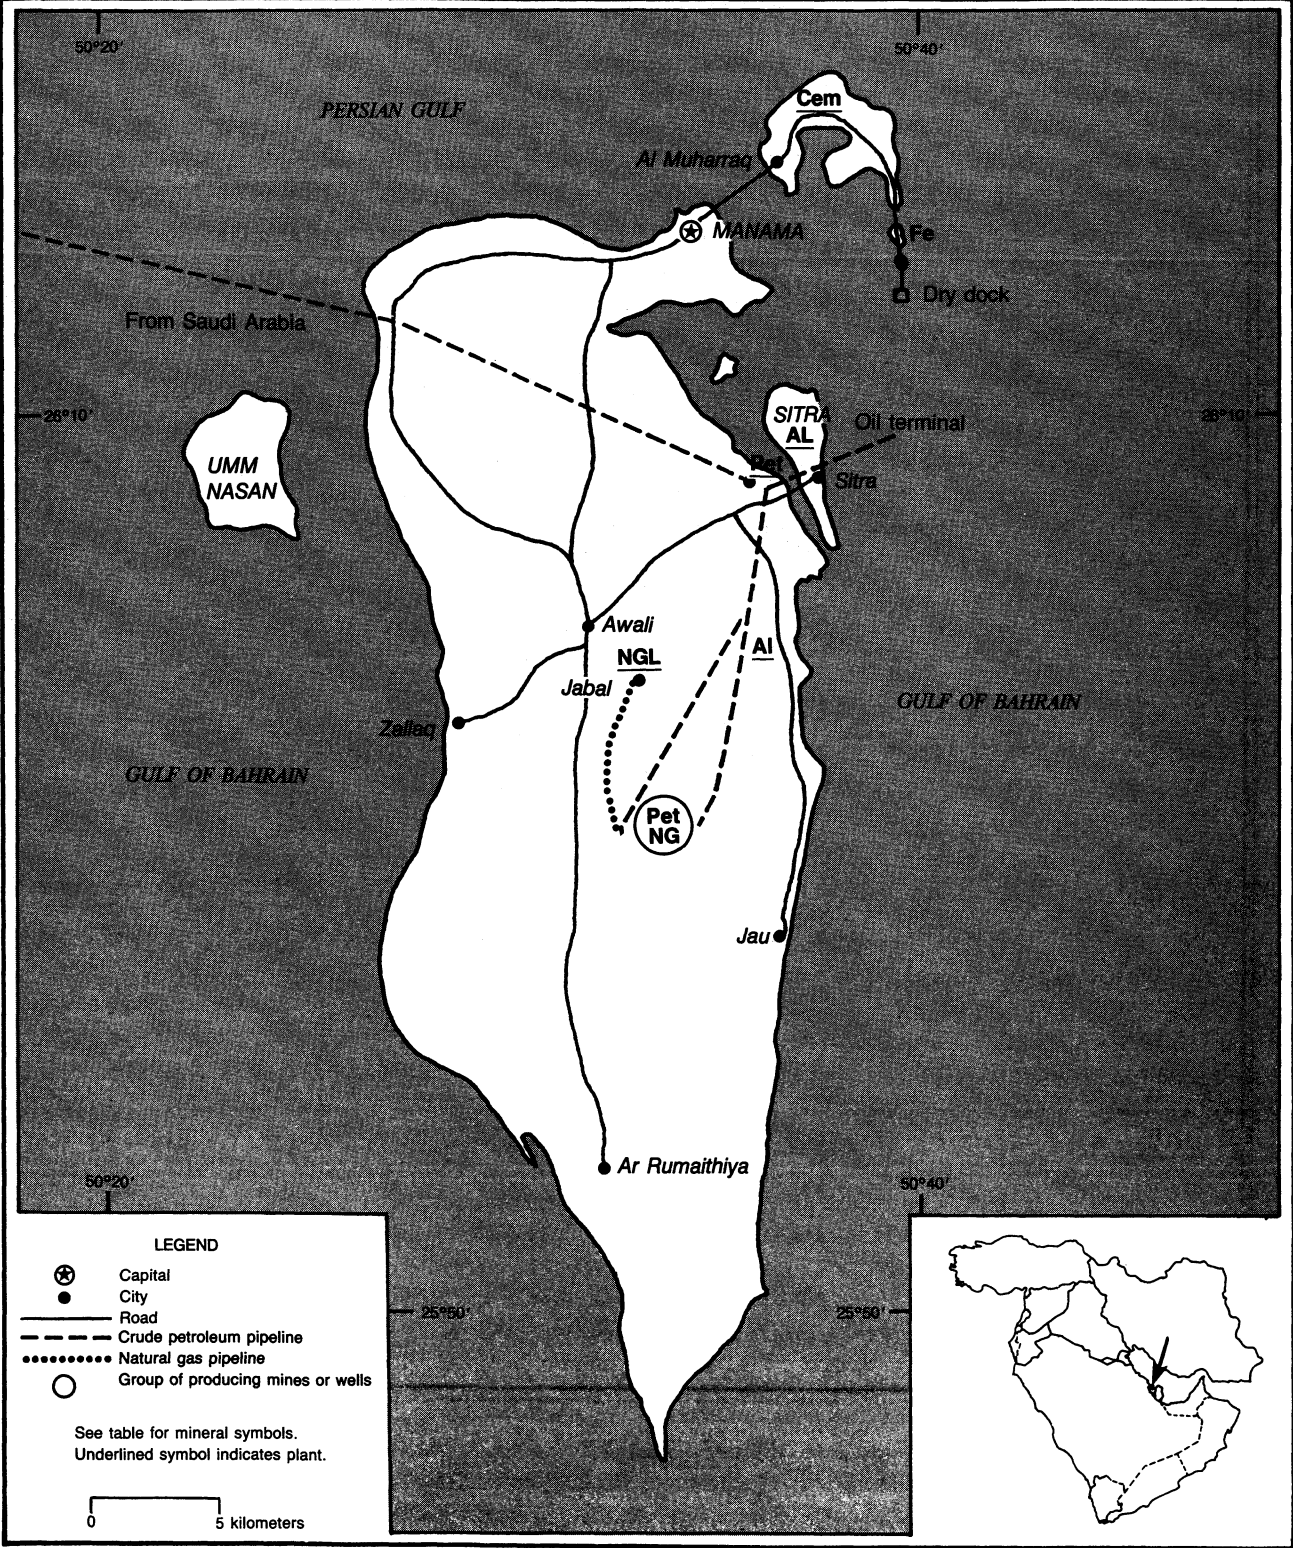 50°20'
50°40'
PERSIAN GULF
Cem
Al Muharraq
MANAMA
Fe
Dry dock
From Saudi Arabia
26°10'
26°10'
SITRA
AL
Oil terminal
UMM
NASAN
Pet
Sitra
Awali
NGL
Al
Jabal
Zallaq
GULF OF BAHRAIN
GULF OF BAHRAIN
Pet
NG
Jau
Ar Rumaithiya
50°20'
50°40'
LEGEND
Capital
City
Road
Crude petroleum pipeline
Natural gas pipeline
Group of producing mines or wells
25°50'
25°50'
See table for mineral symbols.
Underlined symbol indicates plant.
0 5 kilometers